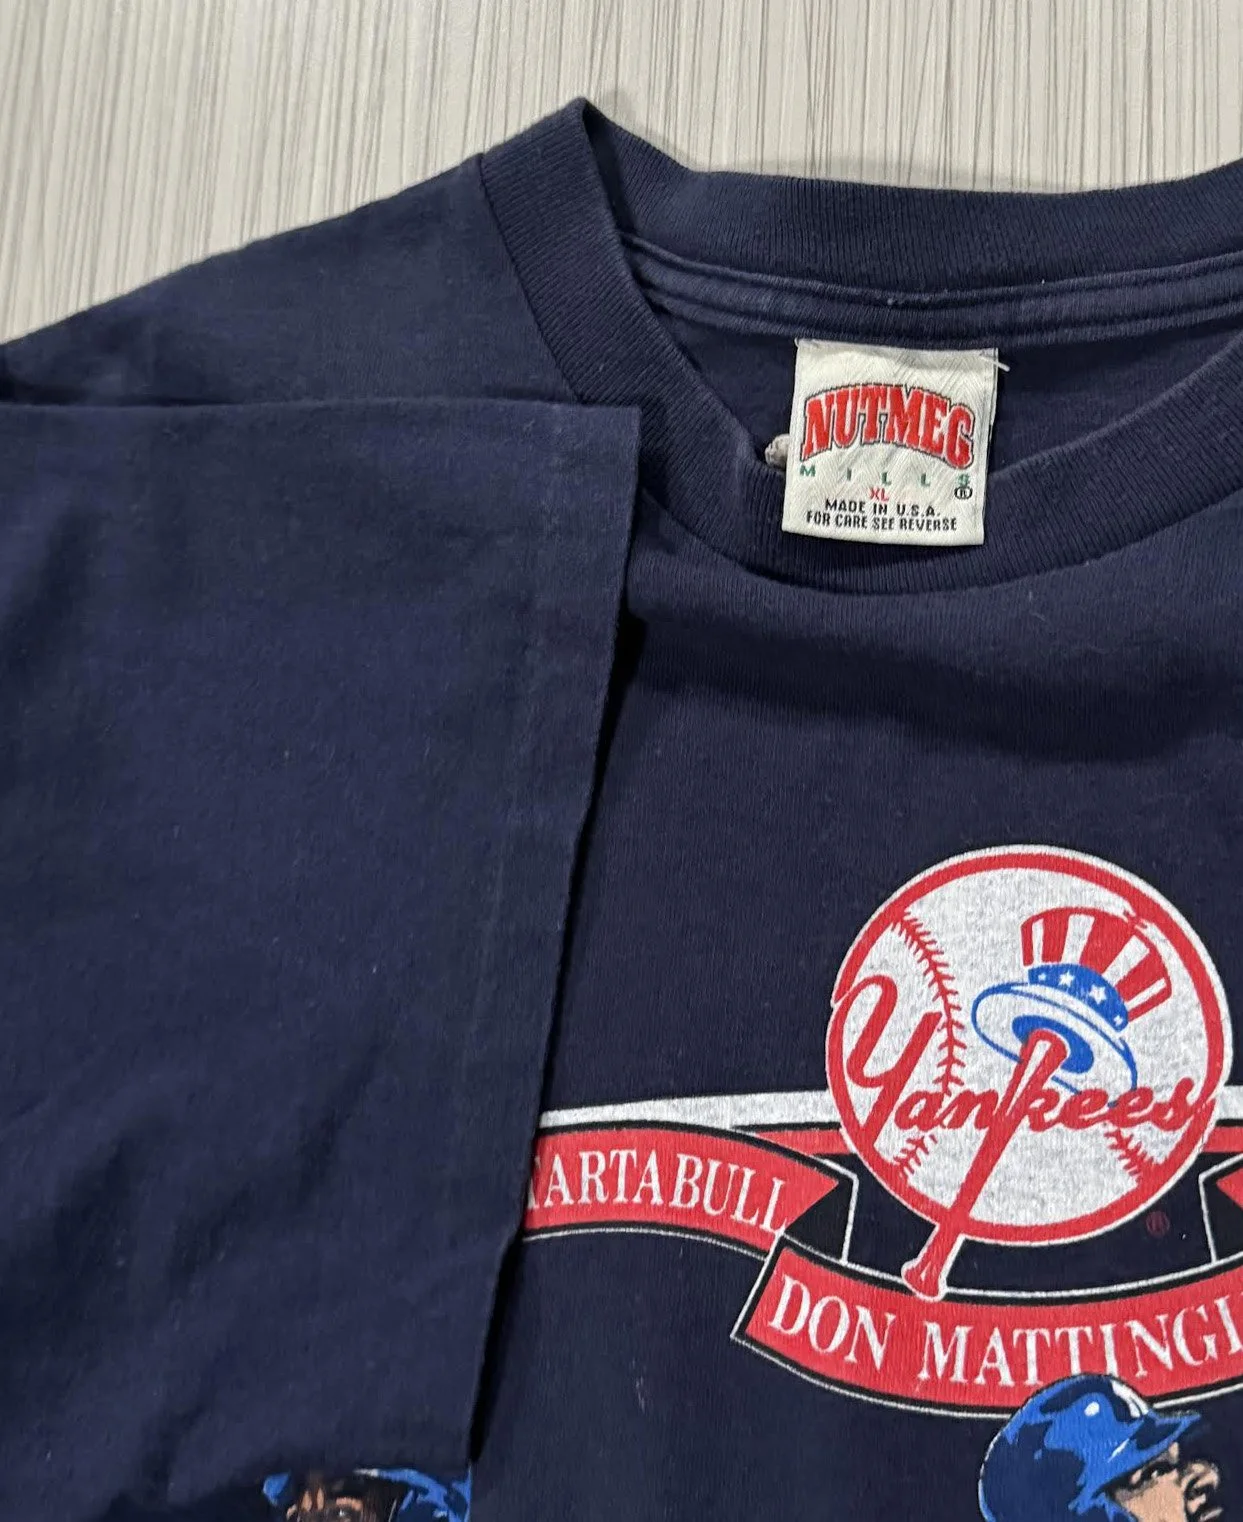 NUTMEG
MILLS
®
XL
MADE IN U.S.A.
FOR CARE SEE REVERSE
Yankees
®
TARTABULL
DON MATTINGL